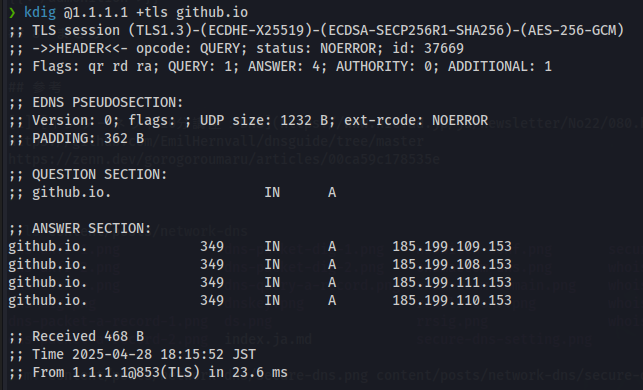 ❯ kdig @1.1.1.1 +tls github.io
;; TLS session (TLS1.3)-(ECDHE-X25519)-(ECDSA-SECP256R1-SHA256)-(AES-256-GCM)
;; ->>HEADER<<- opcode: QUERY; status: NOERROR; id: 37669
;; Flags: qr rd ra; QUERY: 1; ANSWER: 4; AUTHORITY: 0; ADDITIONAL: 1
;; EDNS PSEUDOSECTION:
;; Version: 0; flags: ; UDP size: 1232 B; ext-rcode: NOERROR
;; PADDING: 362 B
;; QUESTION SECTION:
;; github.io. IN A
;; ANSWER SECTION:
github.io. 349 IN A 185.199.109.153
github.io. 349 IN A 185.199.108.153
github.io. 349 IN A 185.199.111.153
github.io. 349 IN A 185.199.110.153
;; Received 468 B
;; Time 2025-04-28 18:15:52 JST
;; From 1.1.1.1@853(TLS) in 23.6 ms